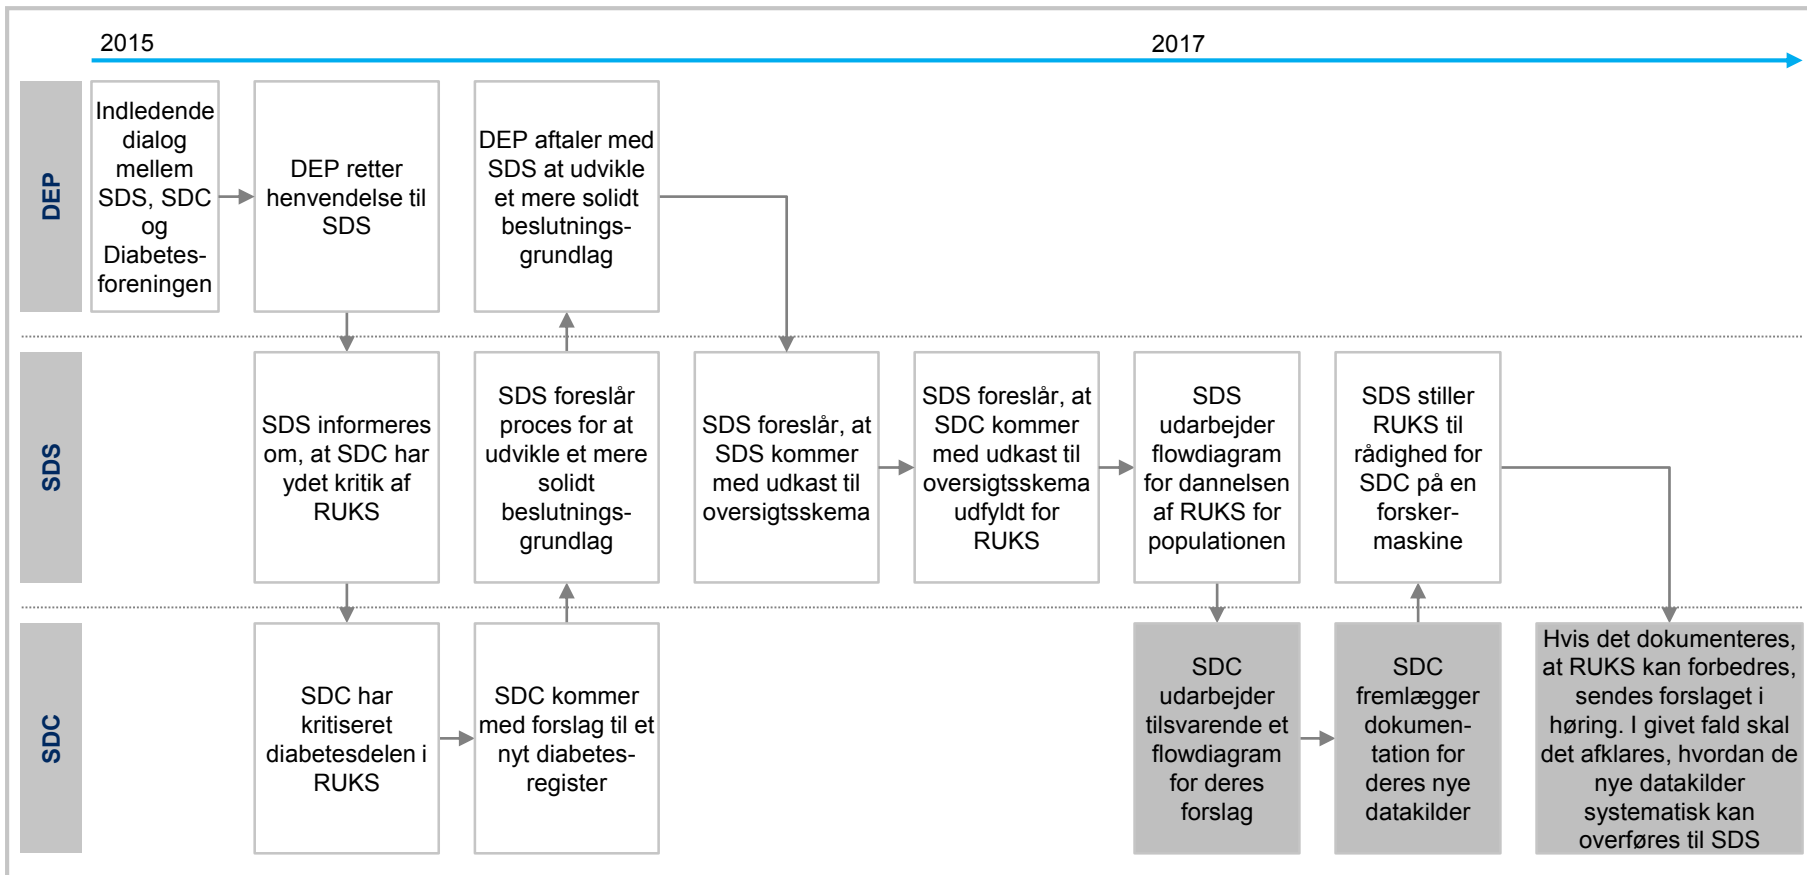 2015
2017
DEP
Indledende
dialog
mellem
SDS, SDC
og
Diabetes-
foreningen
DEP retter
henvendelse til
SDS
DEP aftaler med
SDS at udvikle
et mere solidt
beslutnings-
grundlag
SDS
SDS informeres
om, at SDC har
ydet kritik af
RUKS
SDS foreslår
proces for at
udvikle et mere
solidt
beslutnings-
grundlag
SDS foreslår, at
SDS kommer
med udkast til
oversigtsskema
SDS foreslår, at
SDC kommer
med udkast til
oversigtsskema
udfyldt for
RUKS
SDS
udarbejder
flowdiagram
for dannelsen
af RUKS for
populationen
SDS stiller
RUKS til
rådighed for
SDC på en
forsker-
maskine
SDC
SDC har
kritiseret
diabetesdelen i
RUKS
SDC kommer
med forslag til et
nyt diabetes-
register
SDC
udarbejder
tilsvarende et
flowdiagram
for deres
forslag
SDC
fremlægger
dokumen-
tation for
deres nye
datakilder
Hvis det dokumenteres,
at RUKS kan forbedres,
sendes forslaget i
høring. I givet fald skal
det afklares, hvordan de
nye datakilder
systematisk kan
overføres til SDS